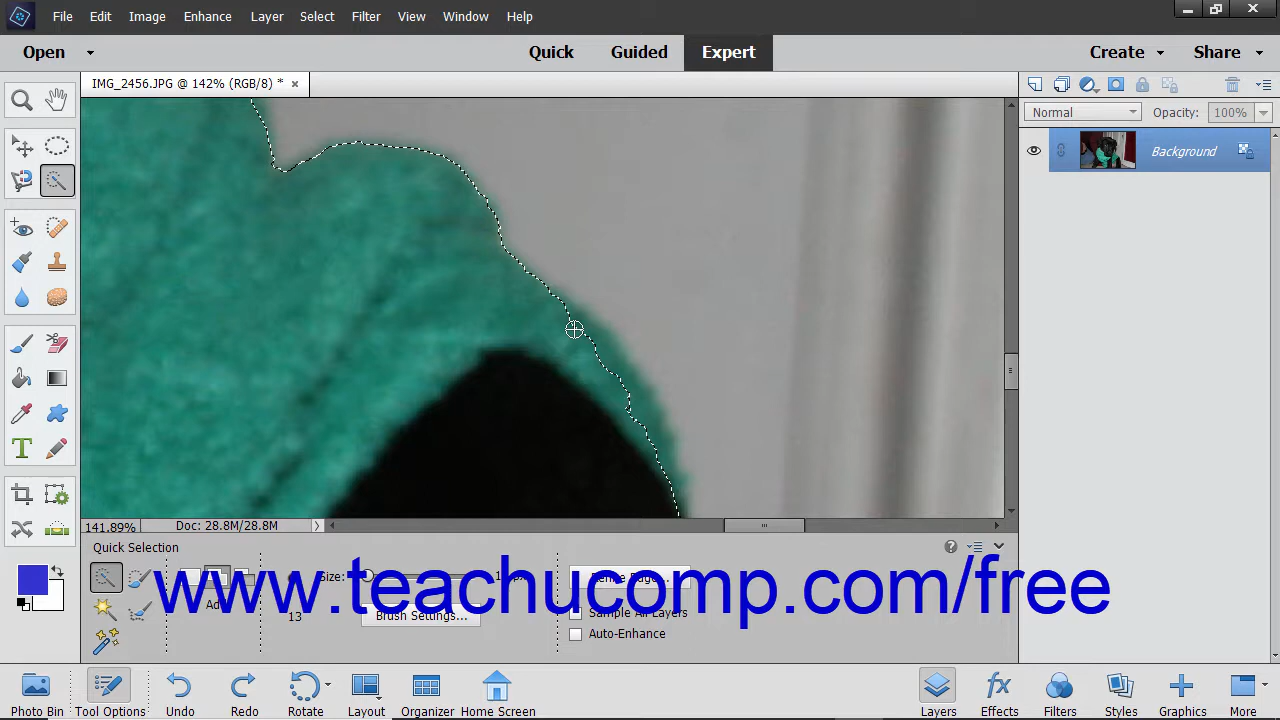 File Edit Image Enhance Layer Select Filter View Window Help
Open Quick Guided Expert Create Share
IMG_2456.JPG @ 142% (RGB/8) * ×
Normal Opacity: 100%
Background
141.89% Doc: 28.8M/28.8M
Quick Selection
Size:
Refine Edge...
Add
www.teachucomp.com/free
13 Brush Settings... Sample All Layers
Auto-Enhance
Photo Bin Tool Options Undo Redo Rotate Layout Organizer Home Screen Layers Effects Filters Styles Graphics More